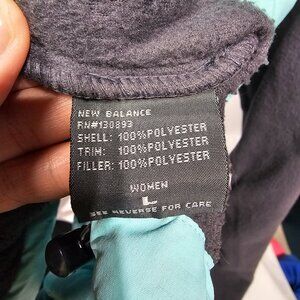 NEW BALANCE
RN#130893
SHELL: 100%POLYESTER
TRIM: 100%POLYESTER
FILLER: 100%POLYESTER
WOMEN
L
SEE REVERSE FOR CARE